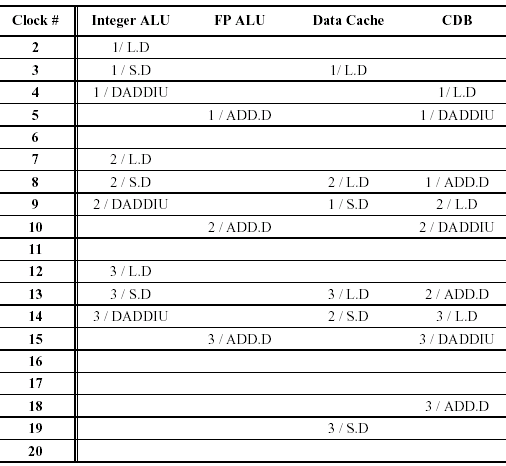 Clock # Integer ALU FP ALU Data Cache CDB
2 1/ L.D
3 1 / S.D 1/ L.D
4 1 / DADDIU 1/ L.D
5 1 / ADD.D 1 / DADDIU
6
7 2 / L.D
8 2 / S.D 2 / L.D 1 / ADD.D
9 2 / DADDIU 1 / S.D 2 / L.D
10 2 / ADD.D 2 / DADDIU
11
12 3 / L.D
13 3 / S.D 3 / L.D 2 / ADD.D
14 3 / DADDIU 2 / S.D 3 / L.D
15 3 / ADD.D 3 / DADDIU
16
17
18 3 / ADD.D
19 3 / S.D
20